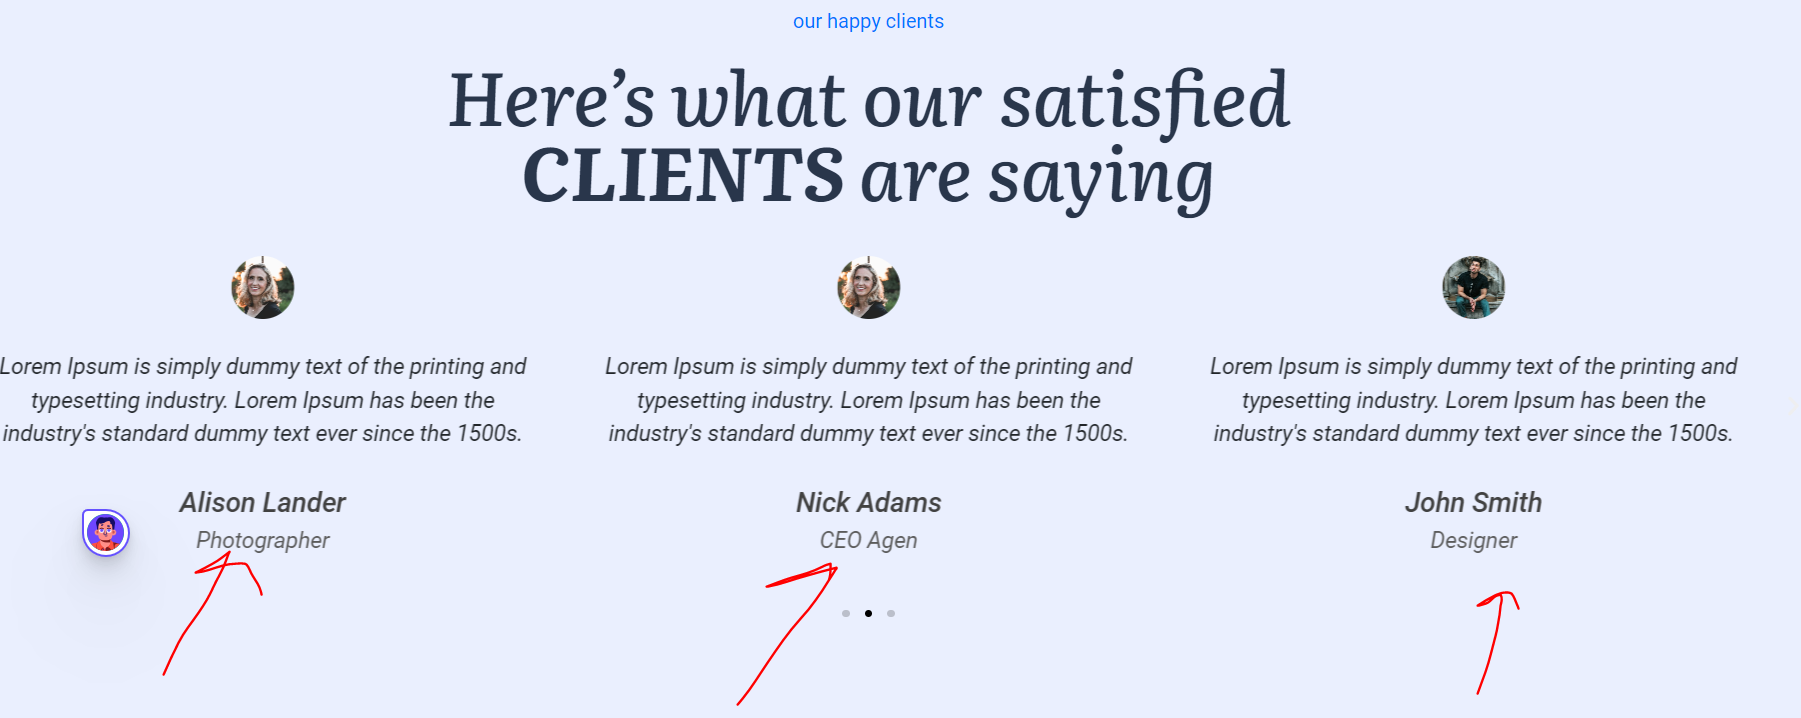 our happy clients
Here’s what our satisfied
CLIENTS are saying
Lorem Ipsum is simply dummy text of the printing and
typesetting industry. Lorem Ipsum has been the
industry's standard dummy text ever since the 1500s.
Alison Lander
Photographer
Lorem Ipsum is simply dummy text of the printing and
typesetting industry. Lorem Ipsum has been the
industry's standard dummy text ever since the 1500s.
Nick Adams
CEO Agen
Lorem Ipsum is simply dummy text of the printing and
typesetting industry. Lorem Ipsum has been the
industry's standard dummy text ever since the 1500s.
John Smith
Designer